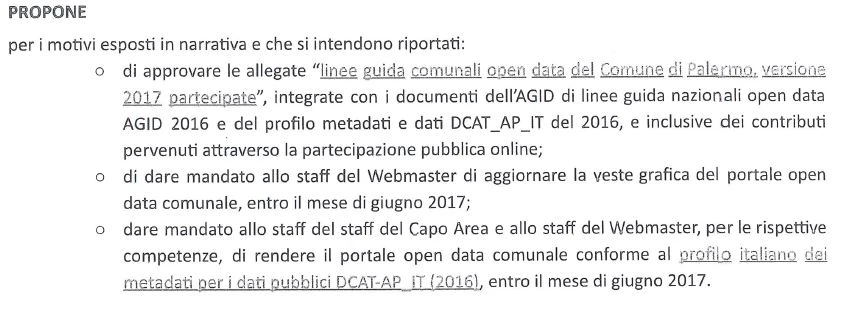 PROPONE
per i motivi esposti in narrativa e che si intendono riportati:
o di approvare le allegate “linee guida comunali open data del Comune di Palermo, versione
2017 partecipate”, integrate con i documenti dell’AGID di linee guida nazionali open data
AGID 2016 e del profilo metadati e dati DCAT_AP_IT del 2016, e inclusive dei contributi
pervenuti attraverso la partecipazione pubblica online;
o di dare mandato allo staff del Webmaster di aggiornare la veste grafica del portale open
data comunale, entro il mese di giugno 2017;
o dare mandato allo staff del staff del Capo Area e allo staff del Webmaster, per le rispettive
competenze, di rendere il portale open data comunale conforme al profilo italiano dei
metadati per i dati pubblici DCAT-AP_IT (2016), entro il mese di giugno 2017.